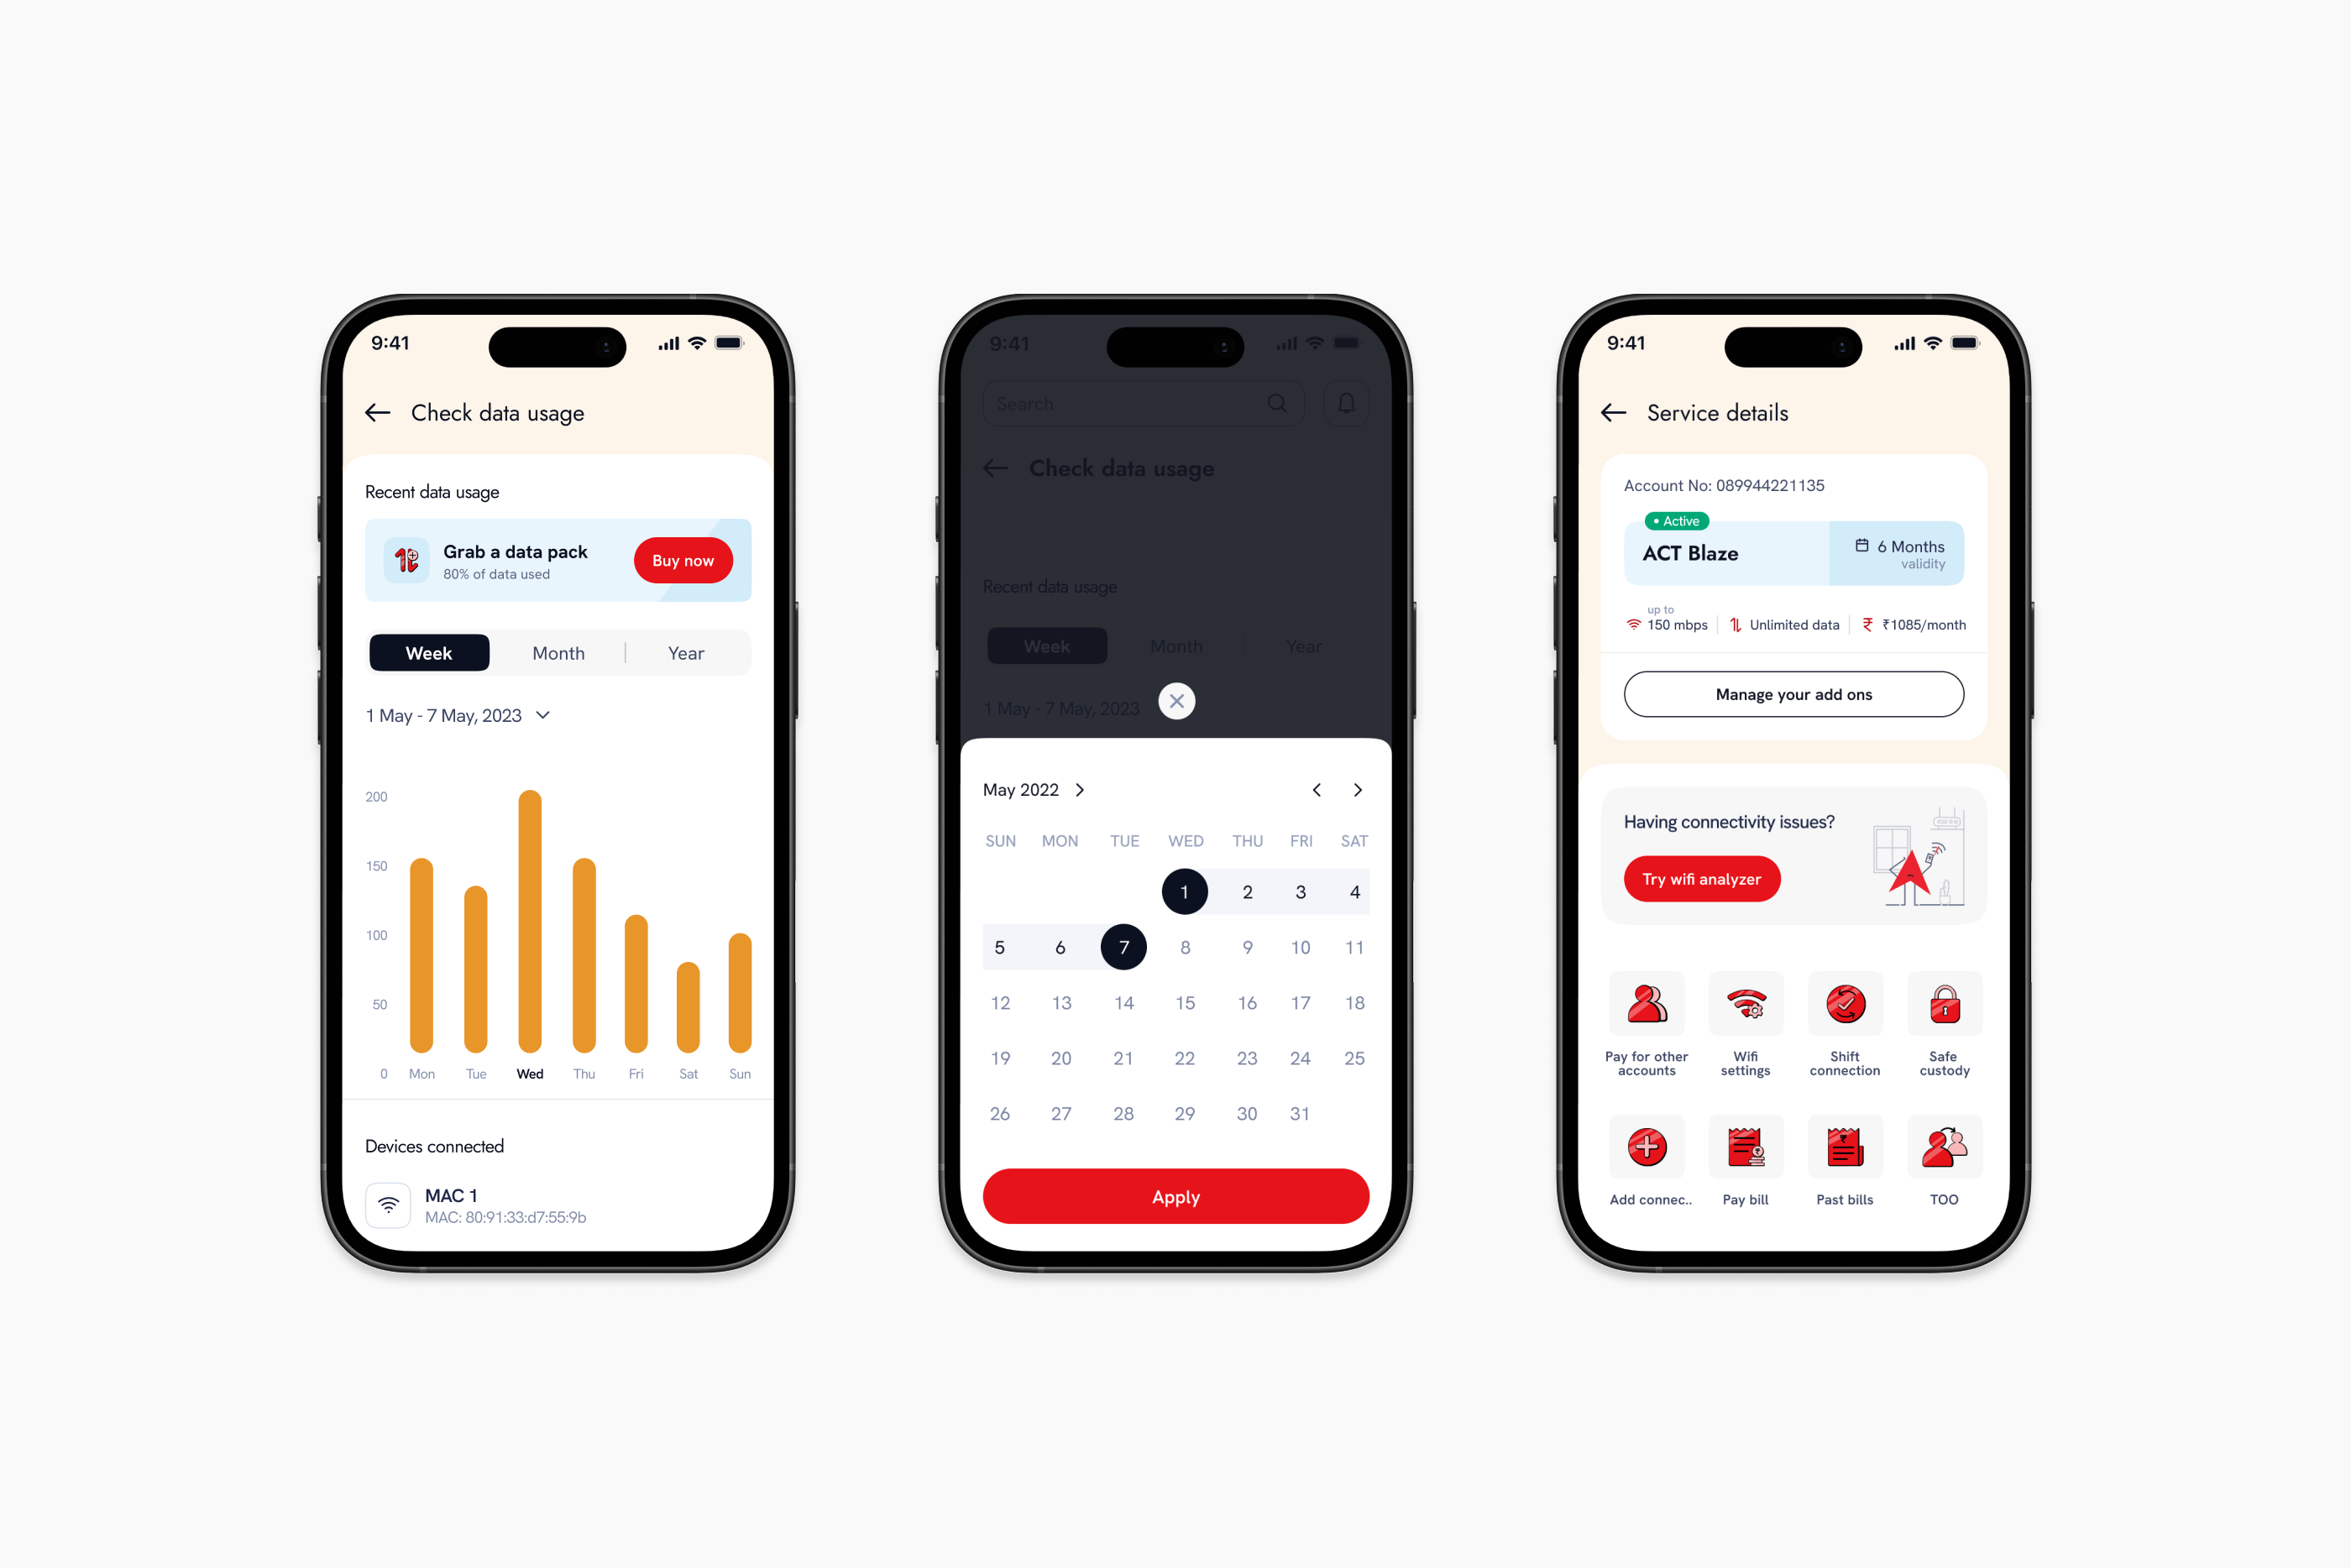 9:41
Check data usage
Recent data usage
Grab a data pack
80% of data used
Buy now
Week Month Year
1 May - 7 May, 2023
200
150
100
50
0 Mon Tue Wed Thu Fri Sat Sun
Devices connected
MAC 1
MAC: 80:91:33:d7:55:9b
9:41
Search
Check data usage
Recent data usage
Week Month Year
1 May - 7 May, 2023
May 2022
SUN MON TUE WED THU FRI SAT
1 2 3 4
5 6 7 8 9 10 11
12 13 14 15 16 17 18
19 20 21 22 23 24 25
26 27 28 29 30 31
Apply
9:41
Service details
Account No: 089944221135
Active
ACT Blaze
6 Months
validity
up to
150 mbps
Unlimited data
₹1085/month
Manage your add ons
Having connectivity issues?
Try wifi analyzer
Pay for other
accounts
Wifi
settings
Shift
connection
Safe
custody
Add connec..
Pay bill
Past bills
TOO